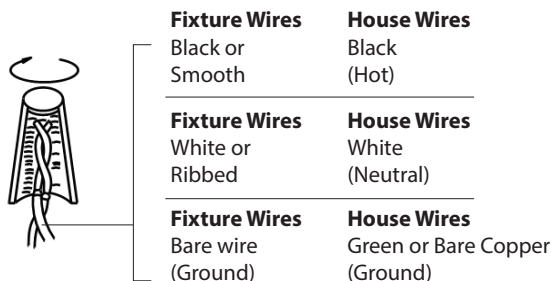 Fixture Wires House Wires
Black or Black
Smooth (Hot)
Fixture Wires House Wires
White or White
Ribbed (Neutral)
Fixture Wires House Wires
Bare wire Green or Bare Copper
(Ground) (Ground)